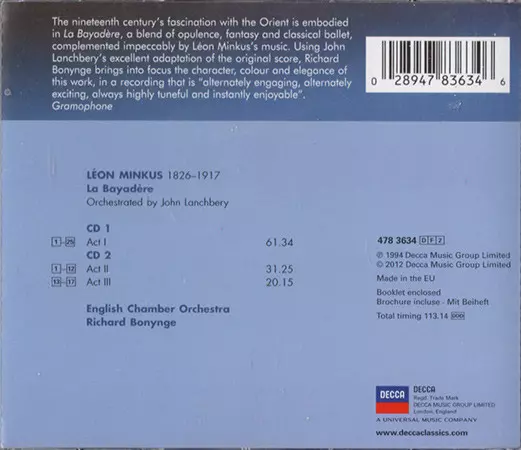 The nineteenth century's fascination with the Orient is embodied
in La Bayadère, a blend of opulence, fantasy and classical ballet,
complemented impeccably by Léon Minkus's music. Using John
Lanchbery's excellent adaptation of the original score, Richard
Bonynge brings into focus the character, colour and elegance of
this work, in a recording that is "alternately engaging, alternately
exciting, always highly tuneful and instantly enjoyable".
Gramophone
0 28947 83634 6
LÉON MINKUS 1826–1917
La Bayadére
Orchestrated by John Lanchbery
CD 1
1-25 Act I 61.34
CD 2
1-12 Act II 31.25
13-17 Act III 20.15
English Chamber Orchestra
Richard Bonynge
478 3634 D F 2
℗ 1994 Decca Music Group Limited
© 2012 Decca Music Group Limited
Made in the EU
Booklet enclosed
Brochure incluse - Mit Beiheft
Total timing 113.14 DDD
DECCA
DECCA
Regd. Trade Mark
DECCA MUSIC GROUP LIMITED
London, England
A UNIVERSAL MUSIC COMPANY
www.deccaclassics.com